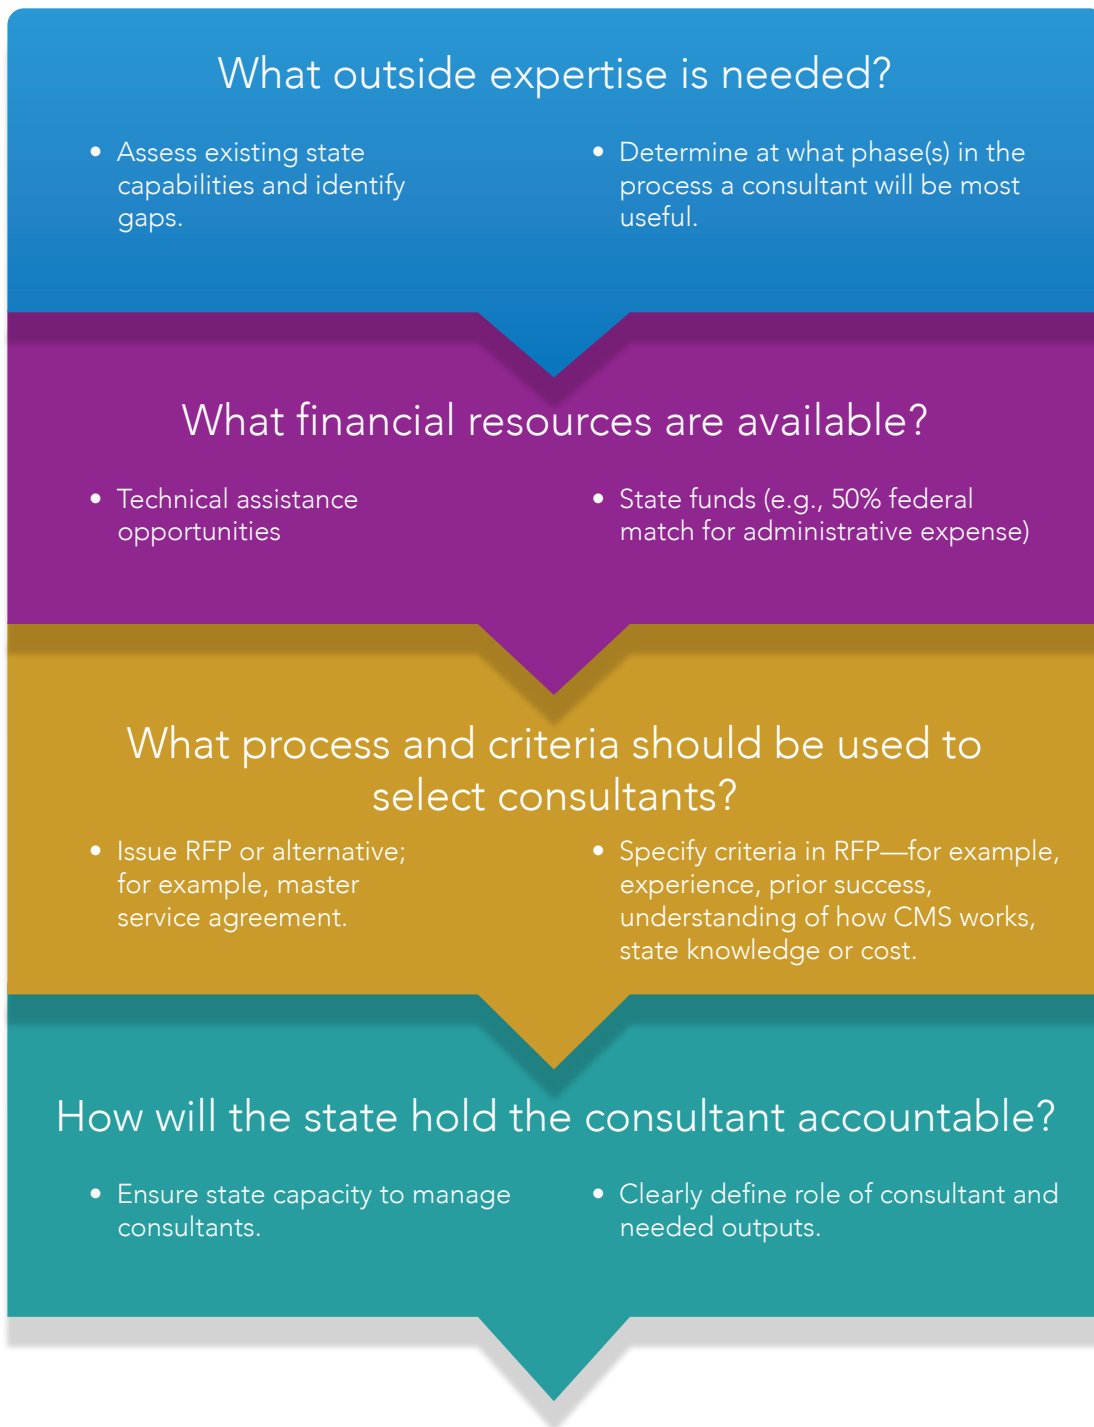 What outside expertise is needed?
• Assess existing state
capabilities and identify
gaps.
• Determine at what phase(s) in the
process a consultant will be most
useful.
What financial resources are available?
• Technical assistance
opportunities
• State funds (e.g., 50% federal
match for administrative expense)
What process and criteria should be used to
select consultants?
• Issue RFP or alternative;
for example, master
service agreement.
• Specify criteria in RFP—for example,
experience, prior success,
understanding of how CMS works,
state knowledge or cost.
How will the state hold the consultant accountable?
• Ensure state capacity to manage
consultants.
• Clearly define role of consultant and
needed outputs.